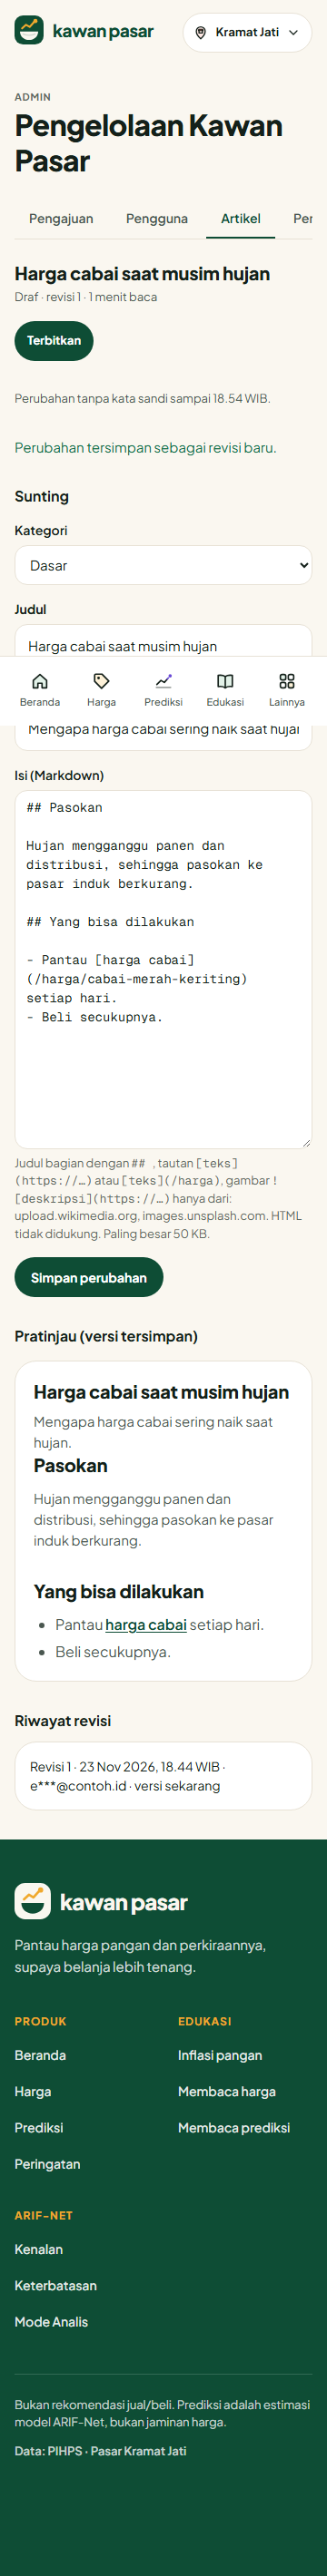 kawan pasar
Kramat Jati
ADMIN
Pengelolaan Kawan
Pasar
Pengajuan
Pengguna
Artikel
Per
Harga cabai saat musim hujan
Draf · revisi 1 · 1 menit baca
Terbitkan
Perubahan tanpa kata sandi sampai 18.54 WIB.
Perubahan tersimpan sebagai revisi baru.
Sunting
Kategori
Dasar
Judul
Harga cabai saat musim hujan
Beranda
Harga
Prediksi
Edukasi
Lainnya
Mengapa harga cabai sering naik saat hujan
Isi (Markdown)
## Pasokan
Hujan mengganggu panen dan
distribusi, sehingga pasokan ke
pasar induk berkurang.
## Yang bisa dilakukan
- Pantau [harga cabai]
(/harga/cabai-merah-keriting)
setiap hari.
- Beli secukupnya.
Judul bagian dengan ## , tautan [teks]
(https://…) atau [teks](/harga), gambar !
[deskripsi](https://…) hanya dari:
upload.wikimedia.org, images.unsplash.com. HTML
tidak didukung. Paling besar 50 KB.
Simpan perubahan
Pratinjau (versi tersimpan)
Harga cabai saat musim hujan
Mengapa harga cabai sering naik saat
hujan.
Pasokan
Hujan mengganggu panen dan
distribusi, sehingga pasokan ke pasar
induk berkurang.
Yang bisa dilakukan
• Pantau harga cabai setiap hari.
• Beli secukupnya.
Riwayat revisi
Revisi 1 · 23 Nov 2026, 18.44 WIB ·
e***@contoh.id · versi sekarang
kawan pasar
Pantau harga pangan dan perkiraannya,
supaya belanja lebih tenang.
PRODUK
Beranda
Harga
Prediksi
Peringatan
EDUKASI
Inflasi pangan
Membaca harga
Membaca prediksi
ARIF-NET
Kenalan
Keterbatasan
Mode Analis
Bukan rekomendasi jual/beli. Prediksi adalah estimasi
model ARIF-Net, bukan jaminan harga.
Data: PIHPS · Pasar Kramat Jati